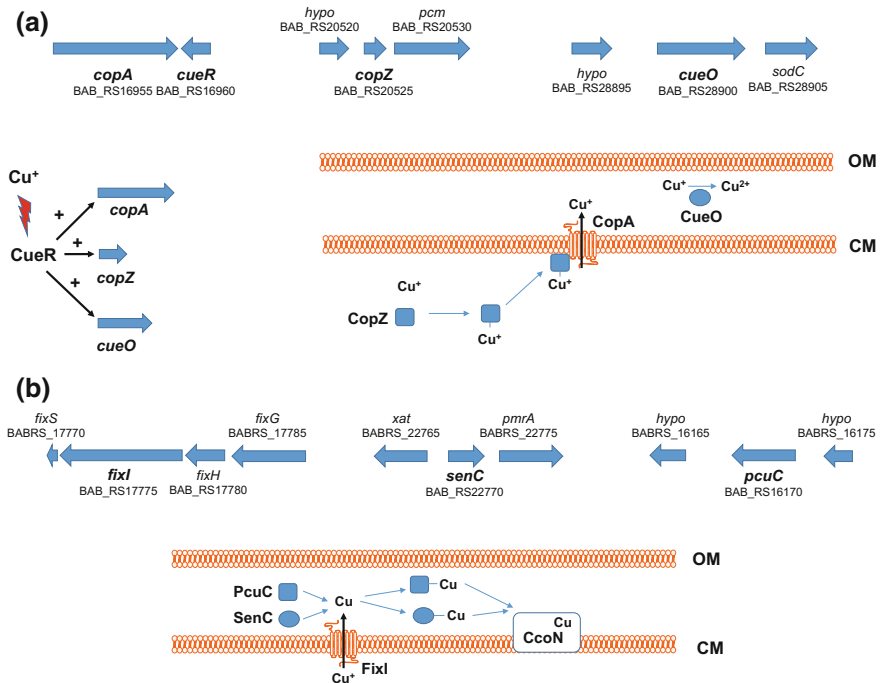 (a)
hypo
BAB_RS20520
pcm
BAB_RS20530
copA
BAB_RS16955
cueR
BAB_RS16960
copZ
BAB_RS20525
hypo
BAB_RS28895
cueO
BAB_RS28900
sodC
BAB_RS28905
Cu+
+
copA
CueR
+
copZ
+
cueO
OM
Cu+
Cu2+
CueO
Cu+
CopA
CM
Cu+
Cu+
CopZ
Cu+
(b)
fixS
BABRS_17770
fixG
BABRS_17785
xat
BABRS_22765
pmrA
BABRS_22775
hypo
BABRS_16165
hypo
BABRS_16175
fixI
BAB_RS17775
fixH
BAB_RS17780
senC
BAB_RS22770
pcuC
BAB_RS16170
OM
PcuC
Cu
Cu
SenC
Cu
Cu
CcoN
CM
Cu+
FixI